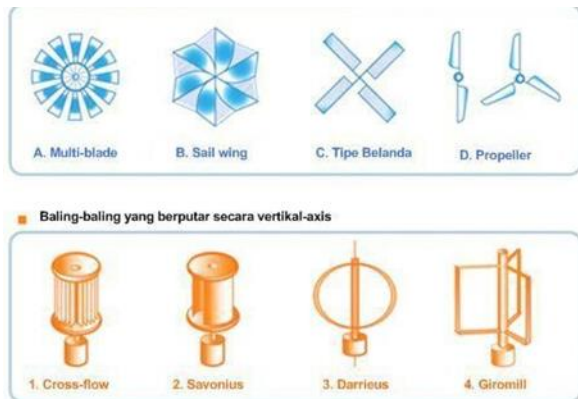 A. Multi-blade B. Sail wing C. Tipe Belanda D. Propeller
Baling-baling yang berputar secara vertikal-axis
1. Cross-flow 2. Savonius 3. Darrieus 4. Giromill